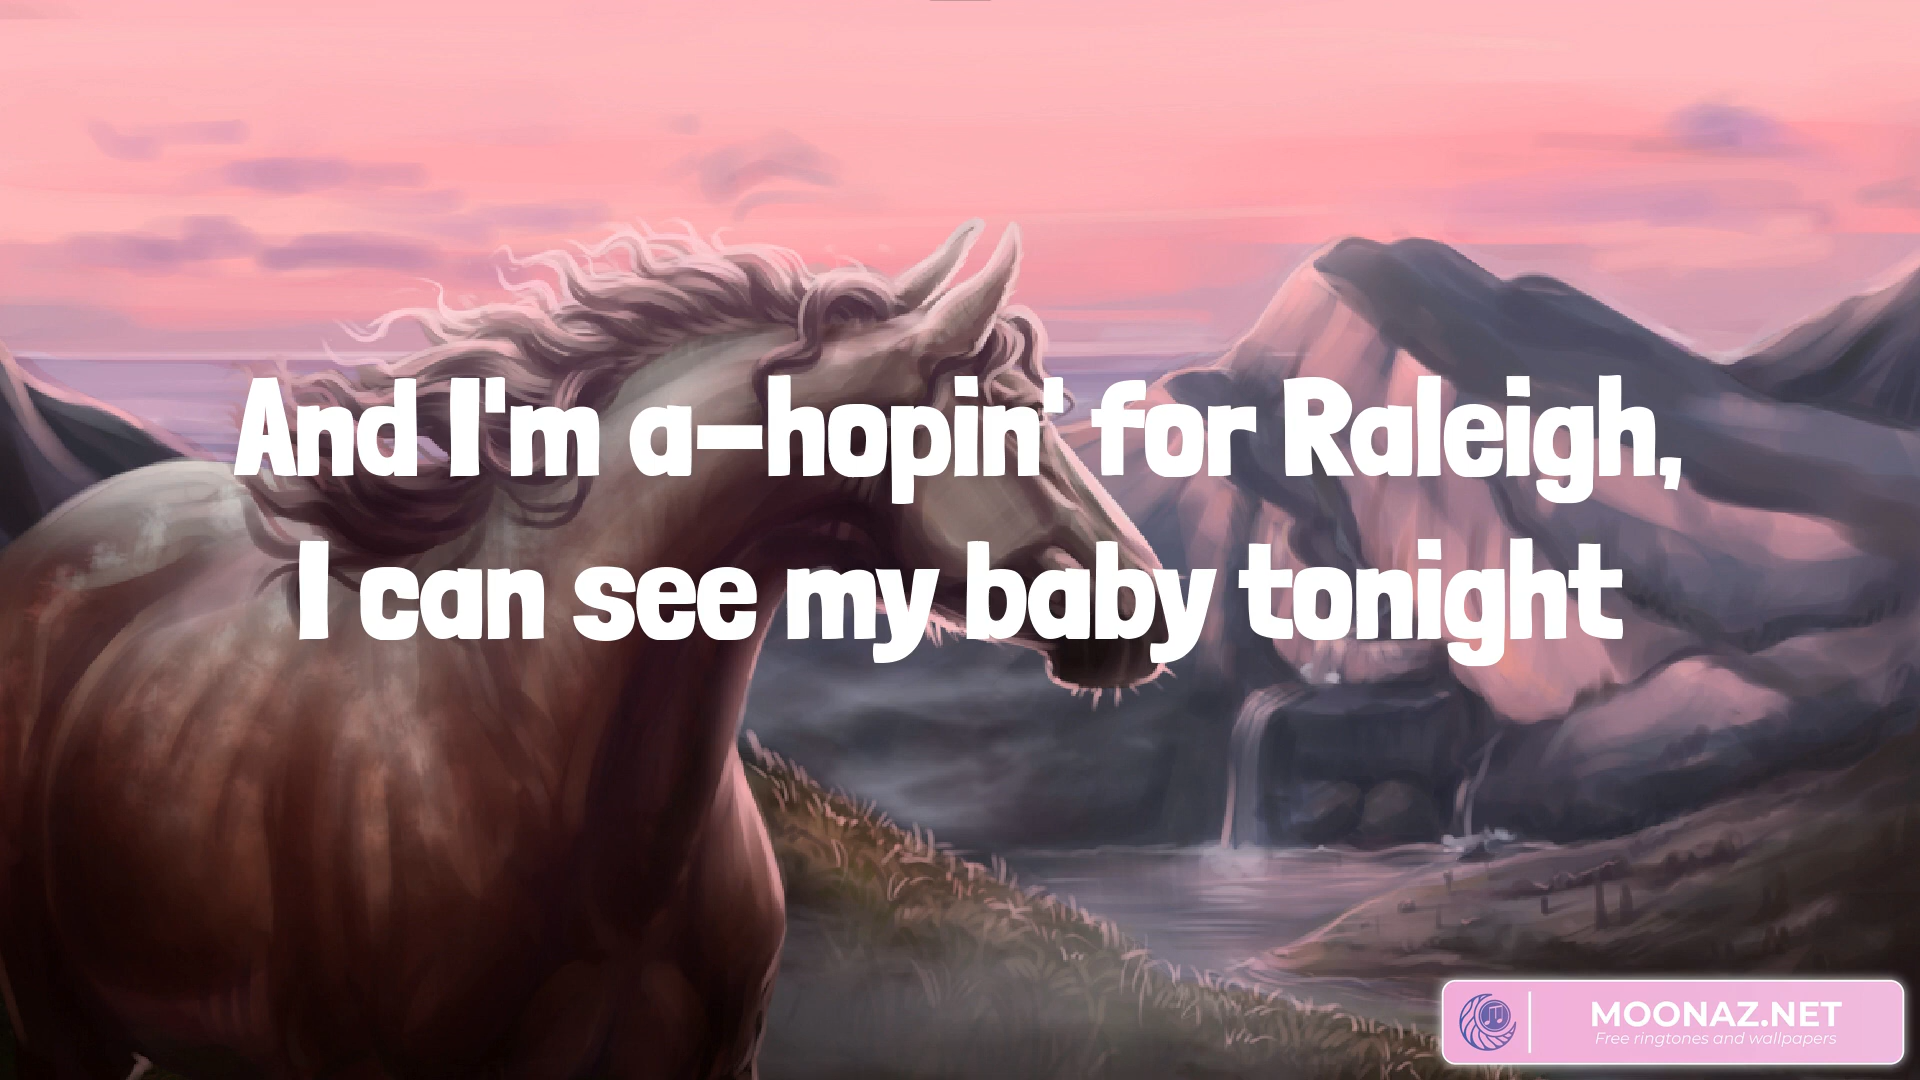 And I'm a-hopin' for Raleigh,
I can see my baby tonight
MOONAZ.NET
Free ringtones and wallpapers